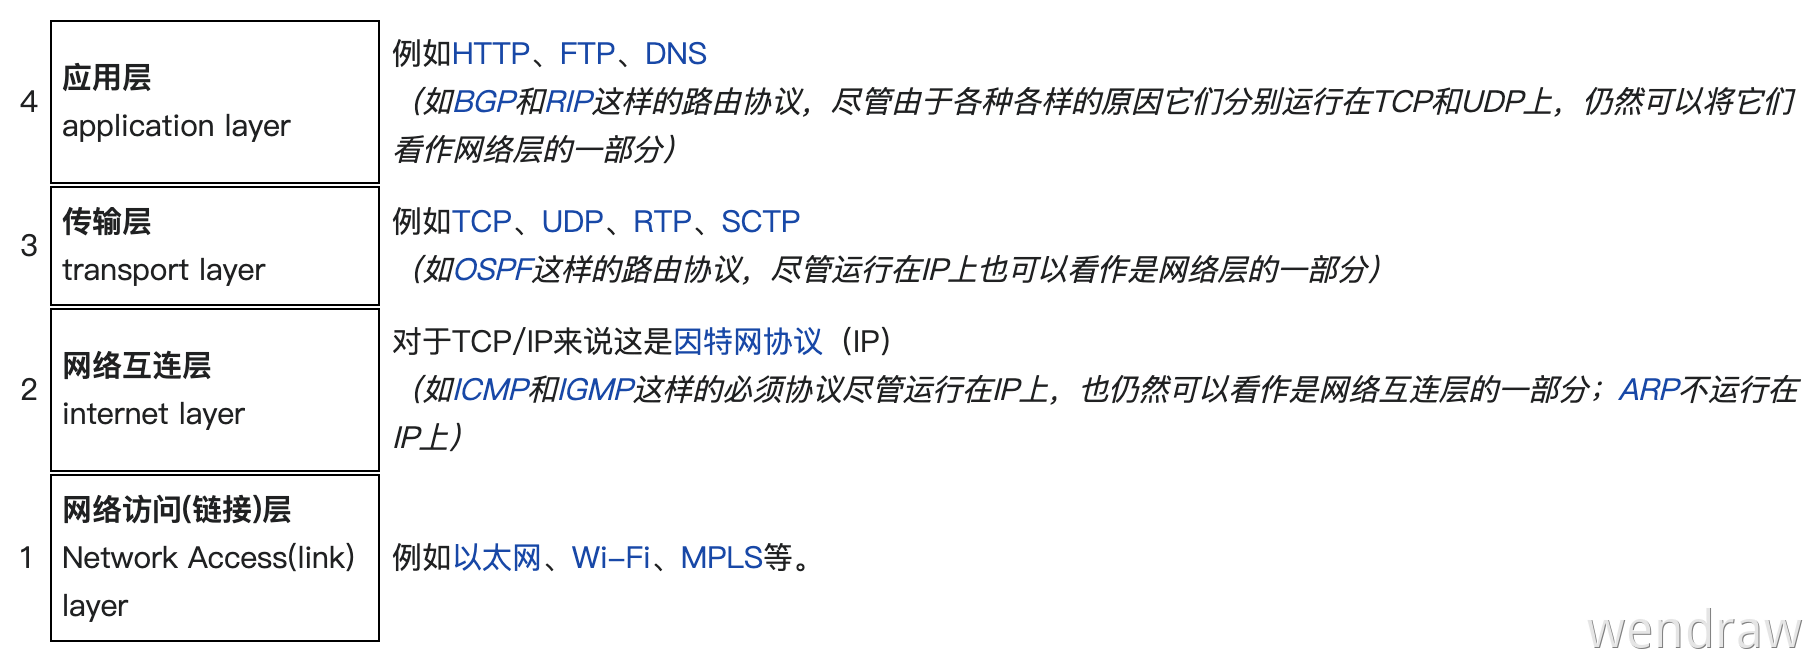 4
应用层
application layer
例如HTTP、FTP、DNS
（如BGP和RIP这样的路由协议，尽管由于各种各样的原因它们分别运行在TCP和UDP上，仍然可以将它们
看作网络层的一部分）
3
传输层
transport layer
例如TCP、UDP、RTP、SCTP
（如OSPF这样的路由协议，尽管运行在IP上也可以看作是网络层的一部分）
2
网络互连层
internet layer
对于TCP/IP来说这是因特网协议（IP）
（如ICMP和IGMP这样的必须协议尽管运行在IP上，也仍然可以看作是网络互连层的一部分；ARP不运行在
IP上）
1
网络访问(链接)层
Network Access(link)
layer
例如以太网、Wi-Fi、MPLS等。
wendraw